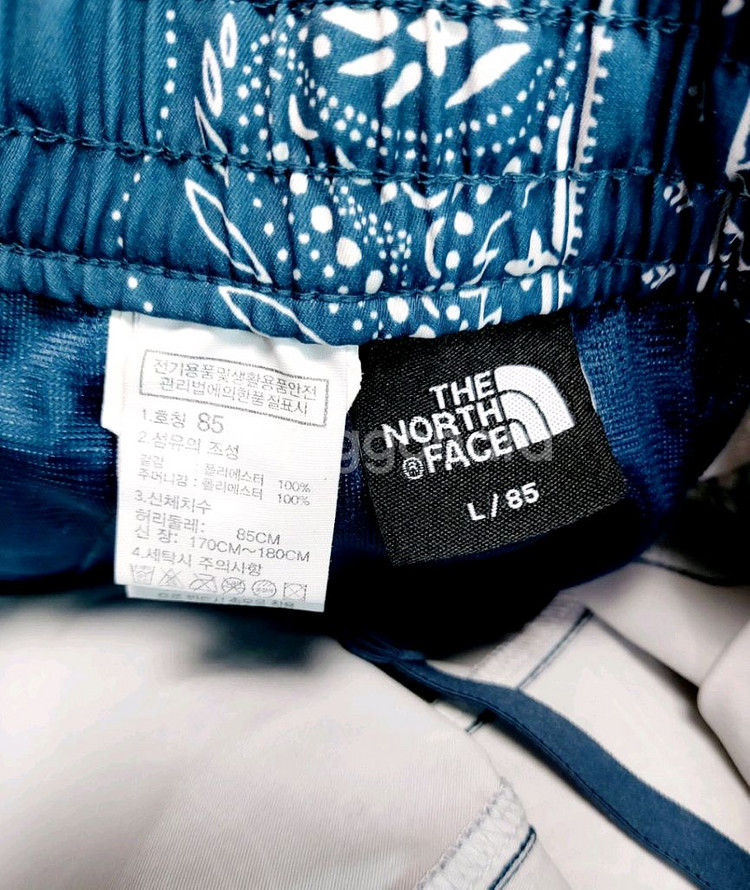 전기용품및생활용품안전
관리법에의한품질표시
1.호칭 85
2.섬유의 조성
겉감 : 폴리에스터 100%
주머니감 : 폴리에스터 100%
3.신체치수
허리둘레: 85CM
신 장: 170CM~180CM
4.세탁시 주의사항
THE
NORTH
®FACE
L / 85